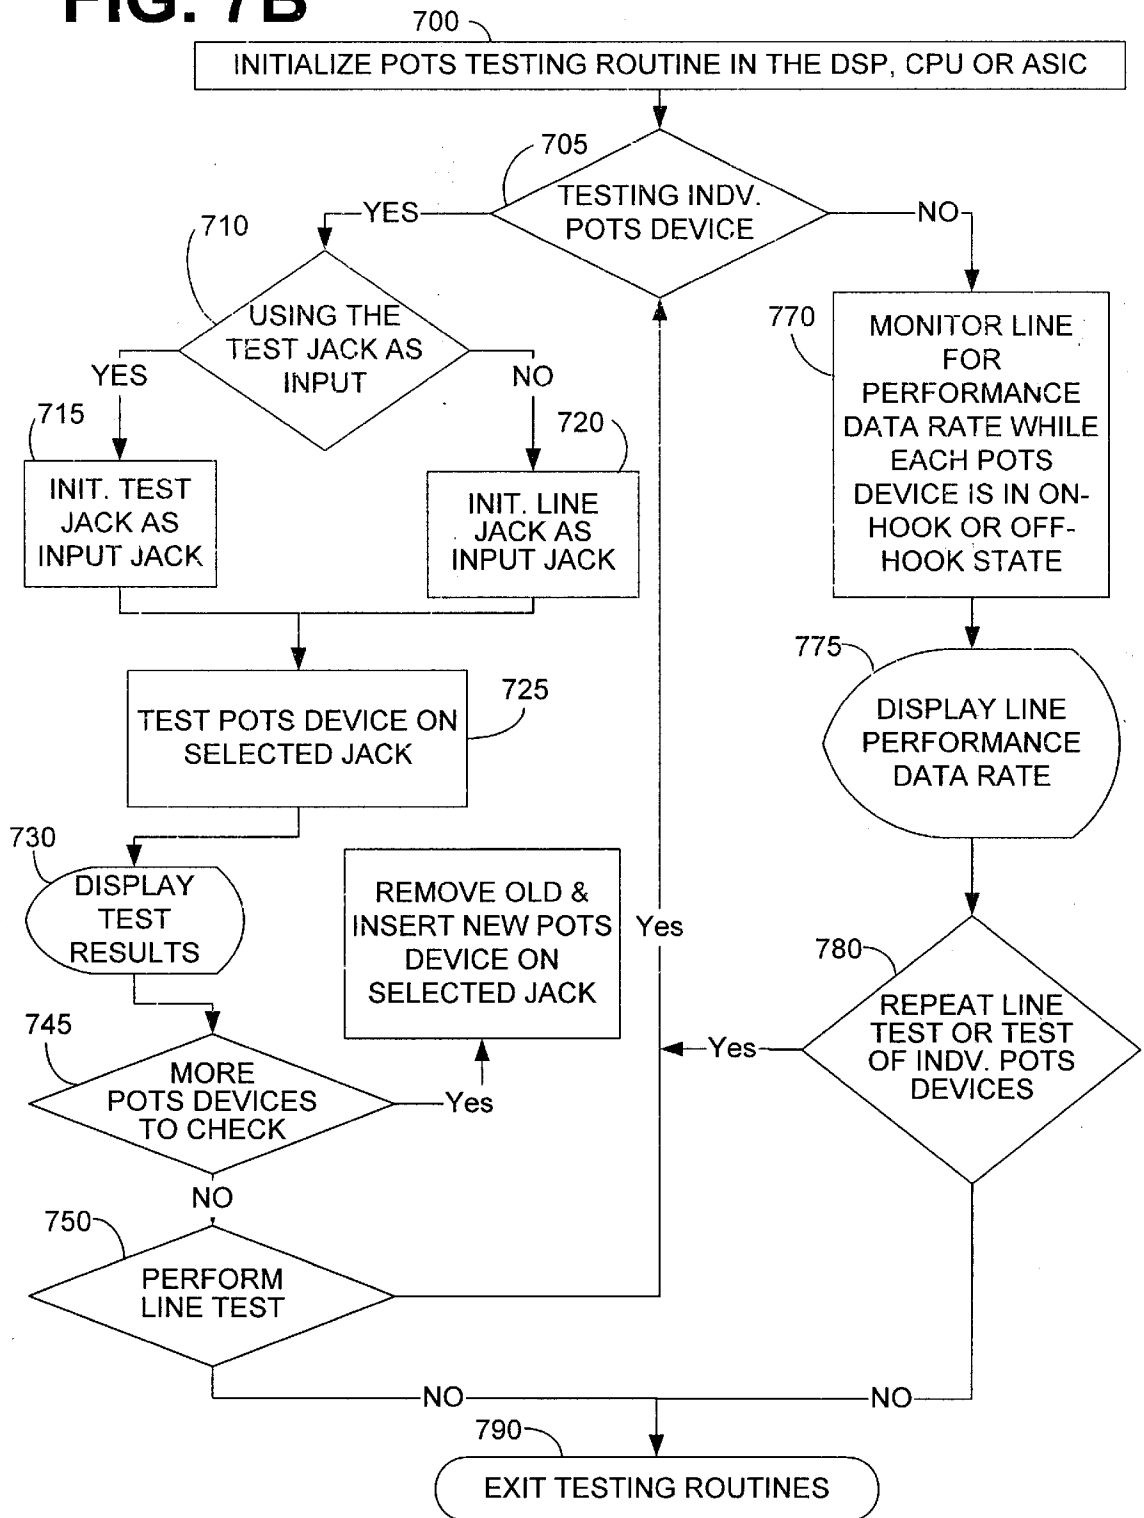 FIG. 7B
700
INITIALIZE POTS TESTING ROUTINE IN THE DSP, CPU OR ASIC
705
TESTING INDV.
POTS DEVICE
YES
NO
710
USING THE
TEST JACK AS
INPUT
YES
NO
715
INIT. TEST
JACK AS
INPUT JACK
720
INIT. LINE
JACK AS
INPUT JACK
770
MONITOR LINE
FOR
PERFORMANCE
DATA RATE WHILE
EACH POTS
DEVICE IS IN ON-
HOOK OR OFF-
HOOK STATE
725
TEST POTS DEVICE ON
SELECTED JACK
775
DISPLAY LINE
PERFORMANCE
DATA RATE
730
DISPLAY
TEST
RESULTS
REMOVE OLD &
INSERT NEW POTS
DEVICE ON
SELECTED JACK
Yes
780
REPEAT LINE
TEST OR TEST
OF INDV. POTS
DEVICES
Yes
745
MORE
POTS DEVICES
TO CHECK
Yes
NO
750
PERFORM
LINE TEST
NO
NO
790
EXIT TESTING ROUTINES